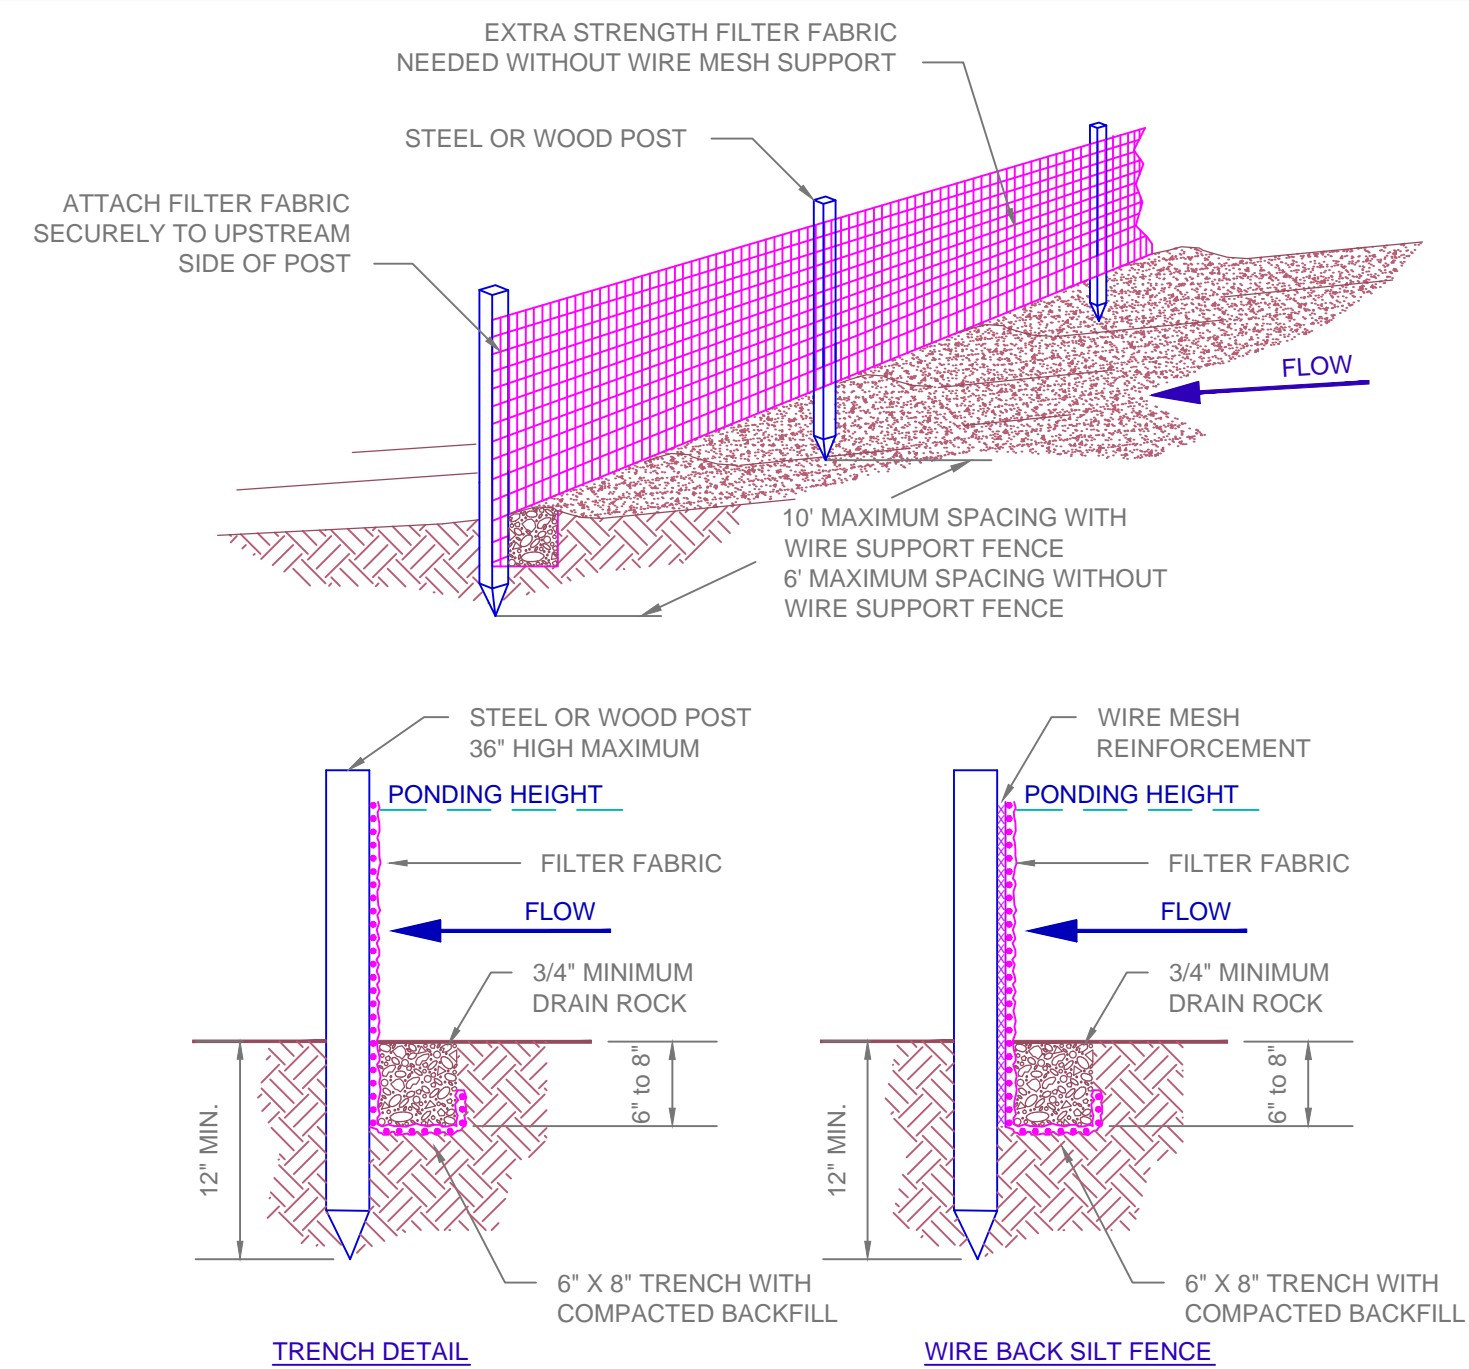 EXTRA STRENGTH FILTER FABRIC
NEEDED WITHOUT WIRE MESH SUPPORT
STEEL OR WOOD POST
ATTACH FILTER FABRIC
SECURELY TO UPSTREAM
SIDE OF POST
FLOW
10' MAXIMUM SPACING WITH
WIRE SUPPORT FENCE
6' MAXIMUM SPACING WITHOUT
WIRE SUPPORT FENCE
STEEL OR WOOD POST
36" HIGH MAXIMUM
PONDING HEIGHT
FILTER FABRIC
FLOW
3/4" MINIMUM
DRAIN ROCK
6" to 8"
12" MIN.
6" X 8" TRENCH WITH
COMPACTED BACKFILL
TRENCH DETAIL
WIRE MESH
REINFORCEMENT
PONDING HEIGHT
FILTER FABRIC
FLOW
3/4" MINIMUM
DRAIN ROCK
6" to 8"
12" MIN.
6" X 8" TRENCH WITH
COMPACTED BACKFILL
WIRE BACK SILT FENCE